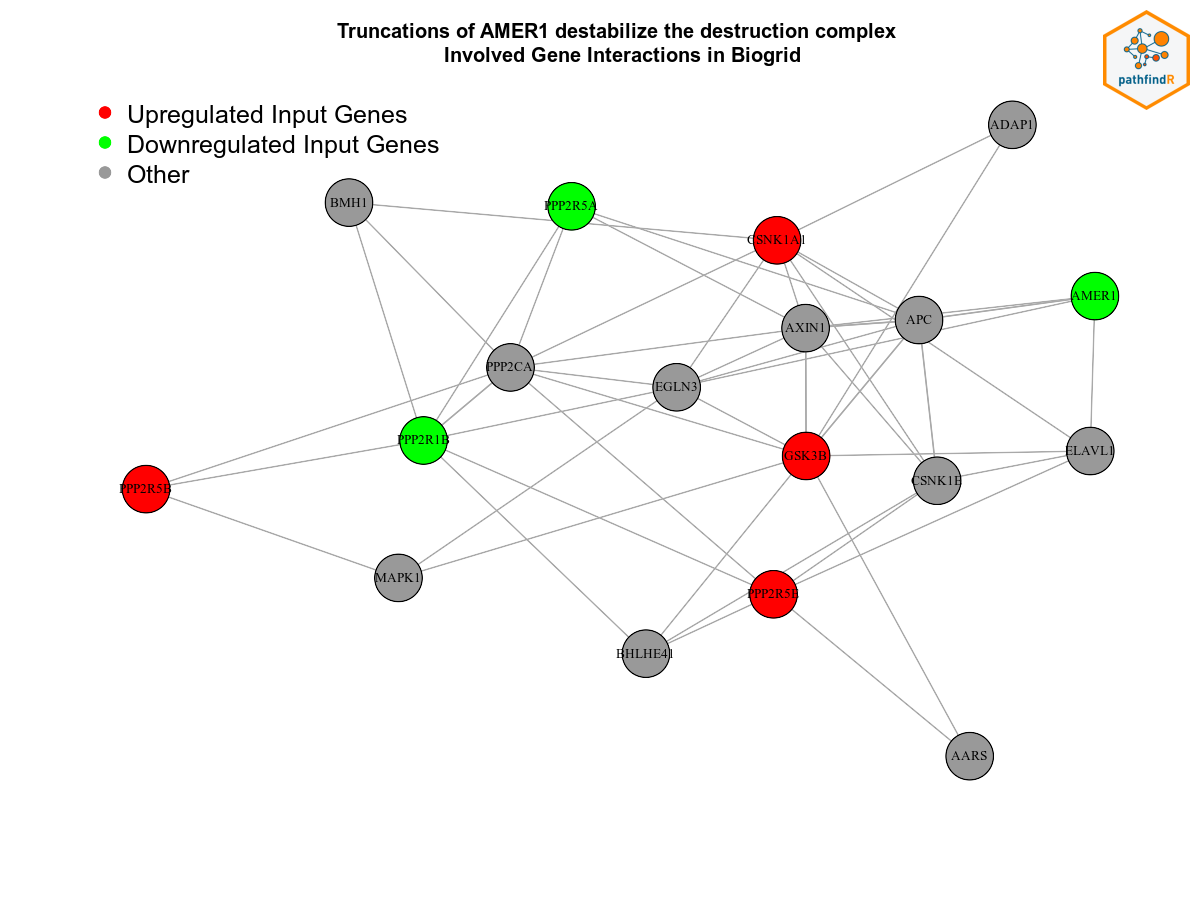 Truncations of AMER1 destabilize the destruction complex
Involved Gene Interactions in Biogrid
pathfindR
Upregulated Input Genes
Downregulated Input Genes
Other
ADAP1
BMH1
PPP2R5A
CSNK1A1
AMER1
APC
AXIN1
PPP2CA
EGLN3
PPP2R1B
ELAVL1
GSK3B
CSNK1E
PPP2R5B
MAPK1
PPP2R5E
BHLHE41
AARS